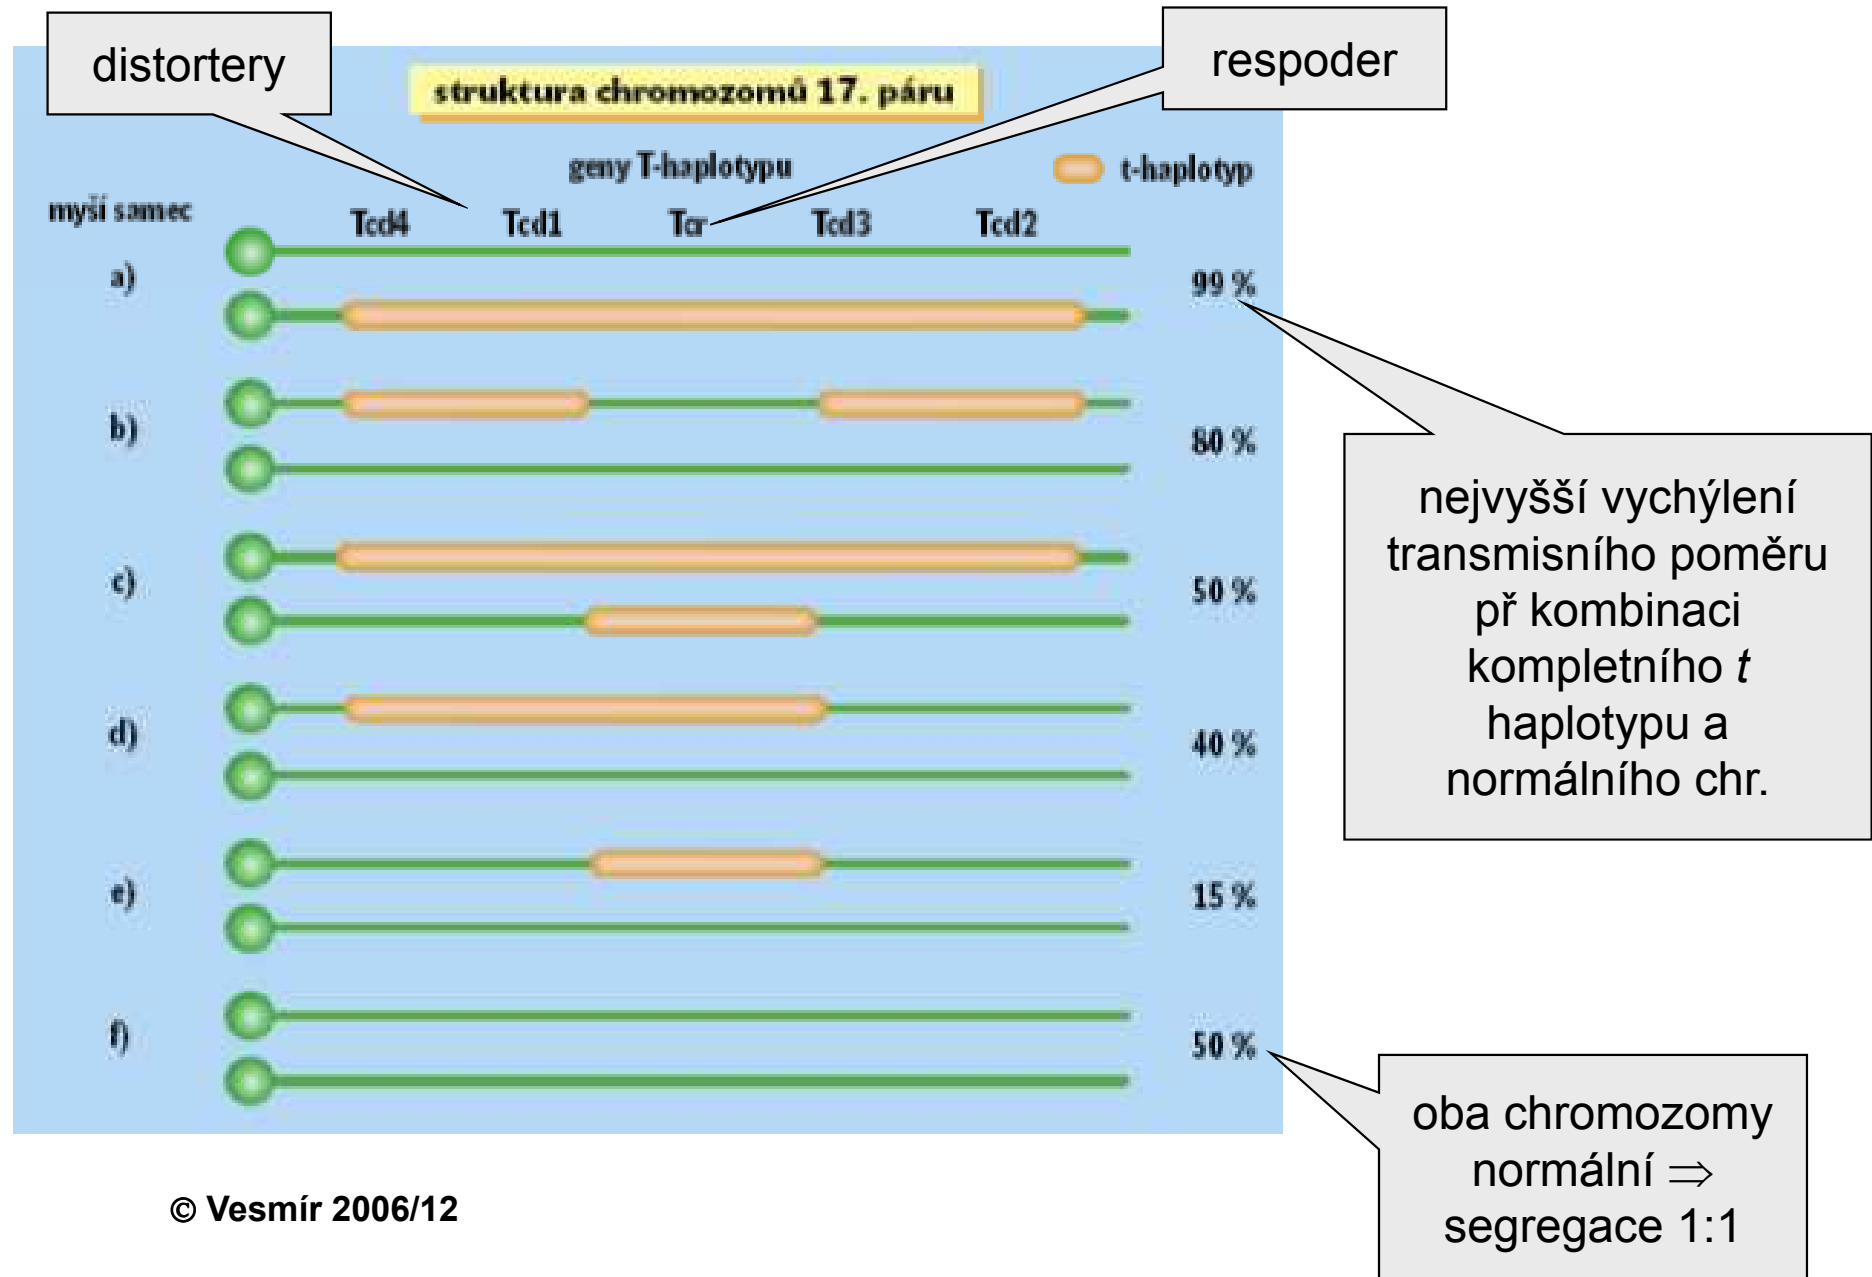 distortery
respoder
struktura chromozomů 17. páru
geny T-haplotypu
t-haplotyp
myší samec
Tcd4 Tcd1 Tcr Tcd3 Tcd2
a)
99 %
b)
80 %
nejvyšší vychýlení
transmisního poměru
př kombinaci
kompletního t
haplotypu a
normálního chr.
c)
50 %
d)
40 %
e)
15 %
f)
50 %
oba chromozomy
normální ⇒
segregace 1:1
© Vesmír 2006/12